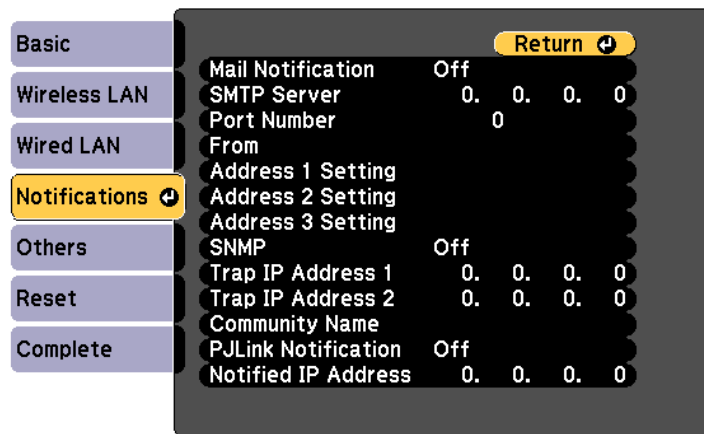 Basic
Wireless LAN
Wired LAN
Notifications
Others
Reset
Complete
Return
Mail Notification Off
SMTP Server 0. 0. 0. 0
Port Number 0
From
Address 1 Setting
Address 2 Setting
Address 3 Setting
SNMP Off
Trap IP Address 1 0. 0. 0. 0
Trap IP Address 2 0. 0. 0. 0
Community Name
PJLink Notification Off
Notified IP Address 0. 0. 0. 0